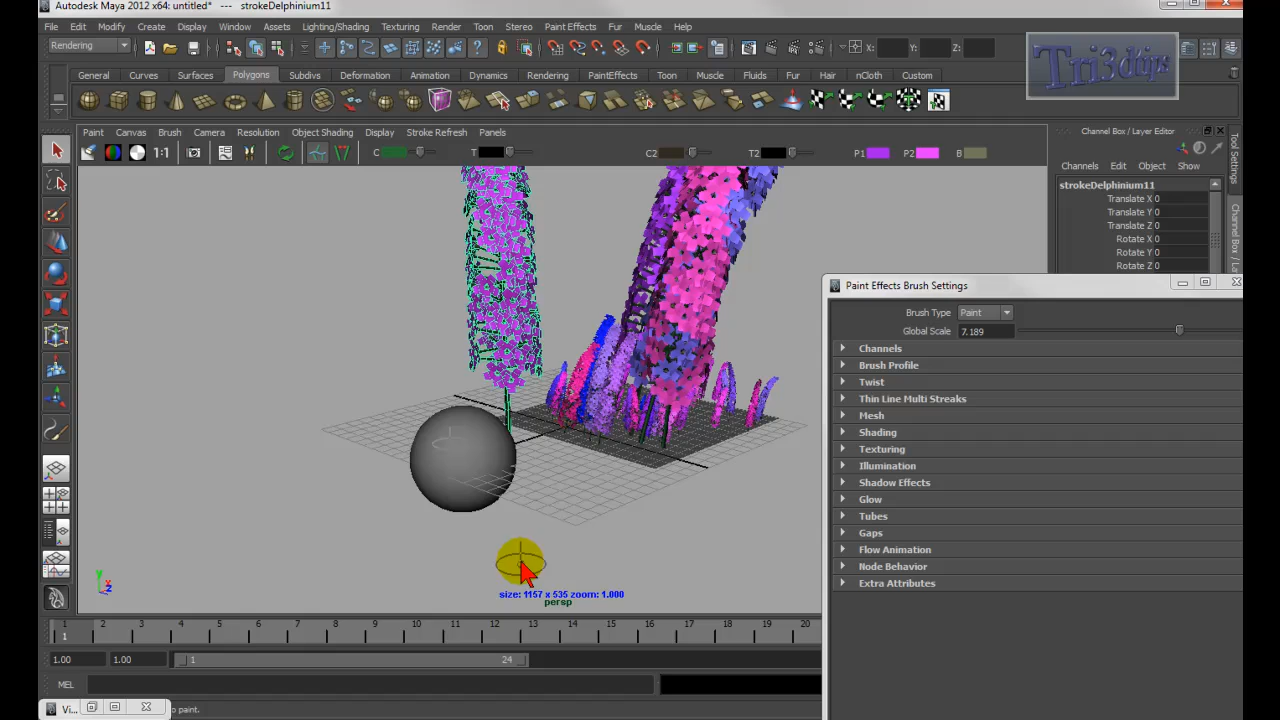 Autodesk Maya 2012 x64: untitled* --- strokeDelphinium11
File Edit Modify Create Display Window Assets Lighting/Shading Texturing Render Toon Stereo Paint Effects Fur Muscle Help
Rendering X: Y: Z:
Tri3dtips
General Curves Surfaces Polygons Subdivs Deformation Animation Dynamics Rendering PaintEffects Toon Muscle Fluids Fur Hair nCloth Custom
Paint Canvas Brush Camera Resolution Object Shading Display Stroke Refresh Panels
1:1 C T C2 T2 P1 P2 B
Channel Box / Layer Editor
Channels Edit Object Show
strokeDelphinium11
Translate X 0
Translate Y 0
Translate Z 0
Rotate X 0
Rotate Y 0
Rotate Z 0
Tool Settings
Paint Effects Brush Settings
Brush Type Paint
Global Scale 7.189
Channels
Brush Profile
Twist
Thin Line Multi Streaks
Mesh
Shading
Texturing
Illumination
Shadow Effects
Glow
Tubes
Gaps
Flow Animation
Node Behavior
Extra Attributes
y x z
size: 1157 x 535 zoom: 1.000
persp
1 2 3 4 5 6 7 8 9 10 11 12 13 14 15 16 17 18 19 20
1
1.00 1.00 1 24
MEL
Vi... to paint.